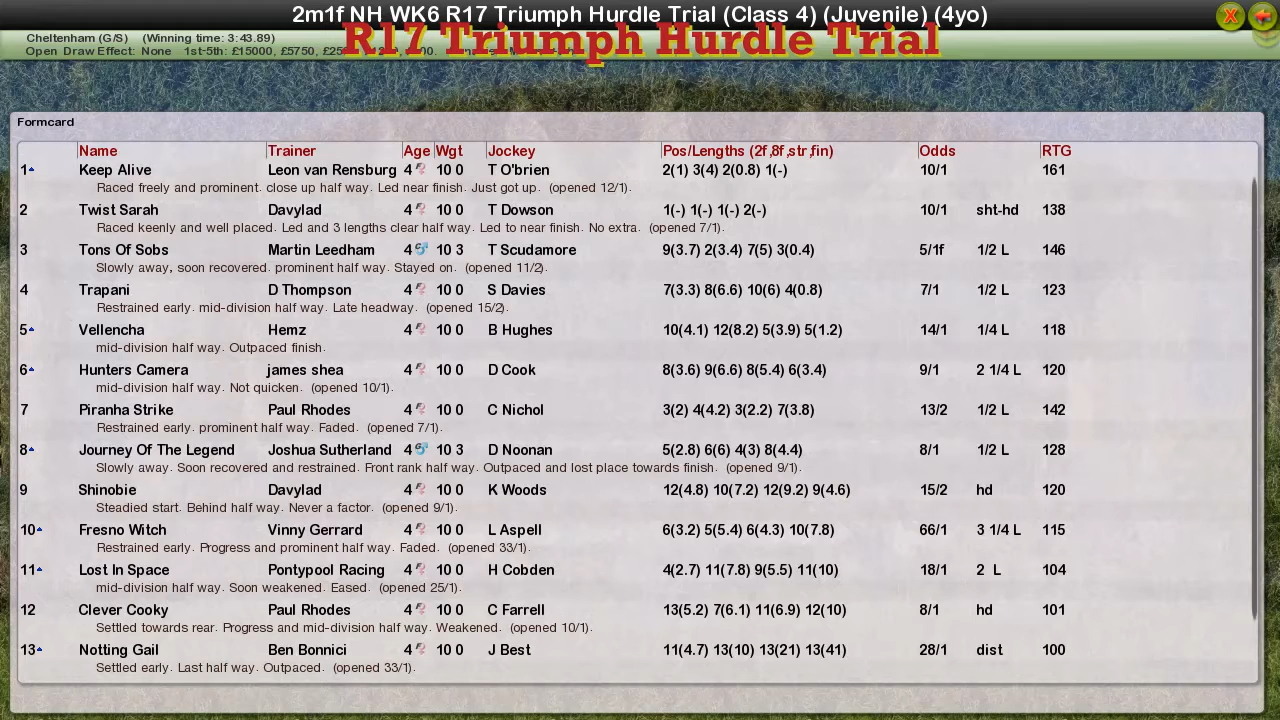 2m1f NH WK6 R17 Triumph Hurdle Trial (Class 4) (Juvenile) (4yo)
R17 Triumph Hurdle Trial
Cheltenham (G/S) (Winning time: 3:43.89)
Open Draw Effect: None 1st-5th: £15000, £5750,
Formcard
Name Trainer Age Wgt Jockey Pos/Lengths (2f,8f,str,fin) Odds RTG
1 Keep Alive Leon van Rensburg 4 10 0 T O'brien 2(1) 3(4) 2(0.8) 1(-) 10/1 161
Raced freely and prominent. close up half way. Led near finish. Just got up. (opened 12/1).
2 Twist Sarah Davylad 4 10 0 T Dowson 1(-) 1(-) 1(-) 2(-) 10/1 sht-hd 138
Raced keenly and well placed. Led and 3 lengths clear half way. Led to near finish. No extra. (opened 7/1).
3 Tons Of Sobs Martin Leedham 4 10 3 T Scudamore 9(3.7) 2(3.4) 7(5) 3(0.4) 5/1f 1/2 L 146
Slowly away, soon recovered. prominent half way. Stayed on. (opened 11/2).
4 Trapani D Thompson 4 10 0 S Davies 7(3.3) 8(6.6) 10(6) 4(0.8) 7/1 1/2 L 123
Restrained early. mid-division half way. Late headway. (opened 15/2).
5 Vellencha Hemz 4 10 0 B Hughes 10(4.1) 12(8.2) 5(3.9) 5(1.2) 14/1 1/4 L 118
mid-division half way. Outpaced finish.
6 Hunters Camera james shea 4 10 0 D Cook 8(3.6) 9(6.6) 8(5.4) 6(3.4) 9/1 2 1/4 L 120
mid-division half way. Not quicken. (opened 10/1).
7 Piranha Strike Paul Rhodes 4 10 0 C Nichol 3(2) 4(4.2) 3(2.2) 7(3.8) 13/2 1/2 L 142
Restrained early. prominent half way. Faded. (opened 7/1).
8 Journey Of The Legend Joshua Sutherland 4 10 3 D Noonan 5(2.8) 6(6) 4(3) 8(4.4) 8/1 1/2 L 128
Slowly away. Soon recovered and restrained. Front rank half way. Outpaced and lost place towards finish. (opened 9/1).
9 Shinobie Davylad 4 10 0 K Woods 12(4.8) 10(7.2) 12(9.2) 9(4.6) 15/2 hd 120
Steadied start. Behind half way. Never a factor. (opened 9/1).
10 Fresno Witch Vinny Gerrard 4 10 0 L Aspell 6(3.2) 5(5.4) 6(4.3) 10(7.8) 66/1 3 1/4 L 115
Restrained early. Progress and prominent half way. Faded. (opened 33/1).
11 Lost In Space Pontypool Racing 4 10 0 H Cobden 4(2.7) 11(7.8) 9(5.5) 11(10) 18/1 2 L 104
mid-division half way. Soon weakened. Eased. (opened 25/1).
12 Clever Cooky Paul Rhodes 4 10 0 C Farrell 13(5.2) 7(6.1) 11(6.9) 12(10) 8/1 hd 101
Settled towards rear. Progress and mid-division half way. Weakened. (opened 10/1).
13 Notting Gail Ben Bonnici 4 10 0 J Best 11(4.7) 13(10) 13(21) 13(41) 28/1 dist 100
Settled early. Last half way. Outpaced. (opened 33/1).